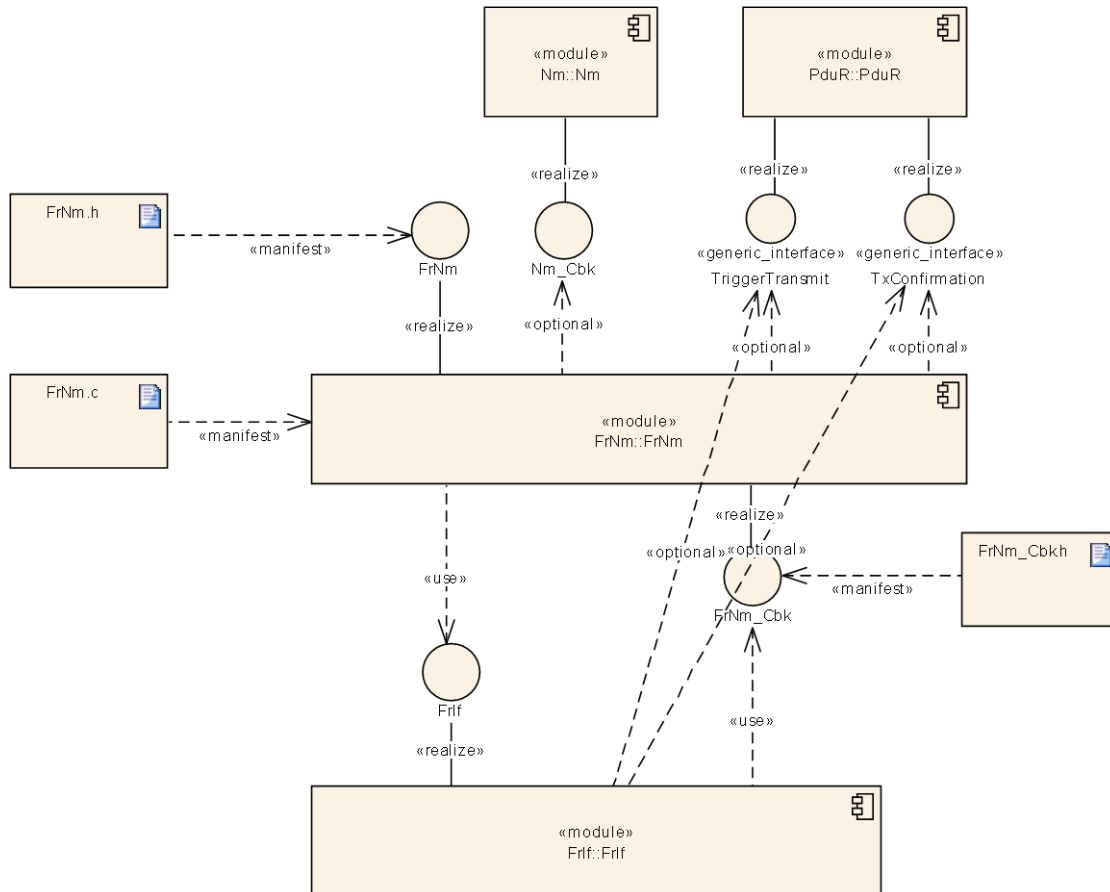 «module»
Nm::Nm
«module»
PduR::PduR
«realize»
«realize»
«realize»
FrNm.h
«manifest»
FrNm
Nm_Cbk
«generic_interface»
TriggerTransmit
«generic_interface»
TxConfirmation
«realize»
«optional»
«optional»
«optional»
FrNm.c
«manifest»
«module»
FrNm::FrNm
«realize»
«optional»
«optional»
FrNm_Cbk.h
«use»
«manifest»
FrNm_Cbk
FrIf
«use»
«realize»
«module»
FrIf::FrIf